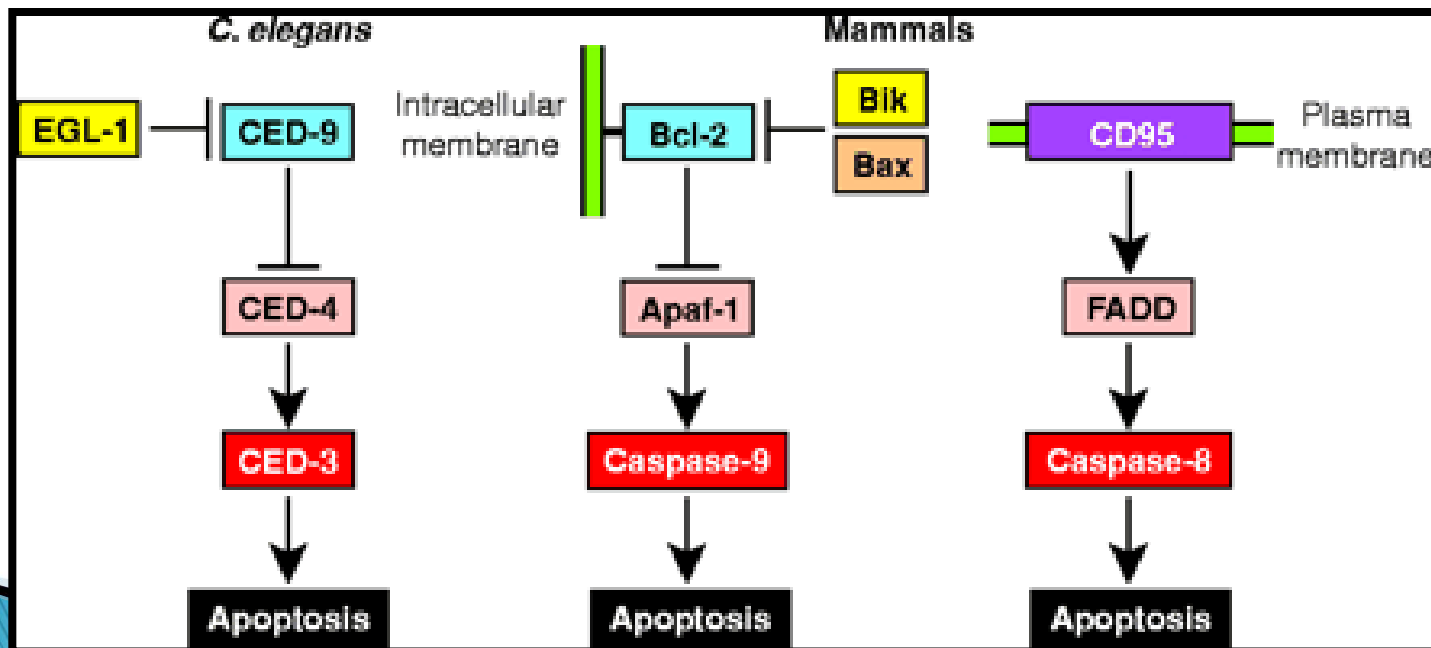 C. elegans
Mammals
EGL-1
CED-9
Intracellular
membrane
Bcl-2
Bik
Bax
CD95
Plasma
membrane
CED-4
Apaf-1
FADD
CED-3
Caspase-9
Caspase-8
Apoptosis
Apoptosis
Apoptosis